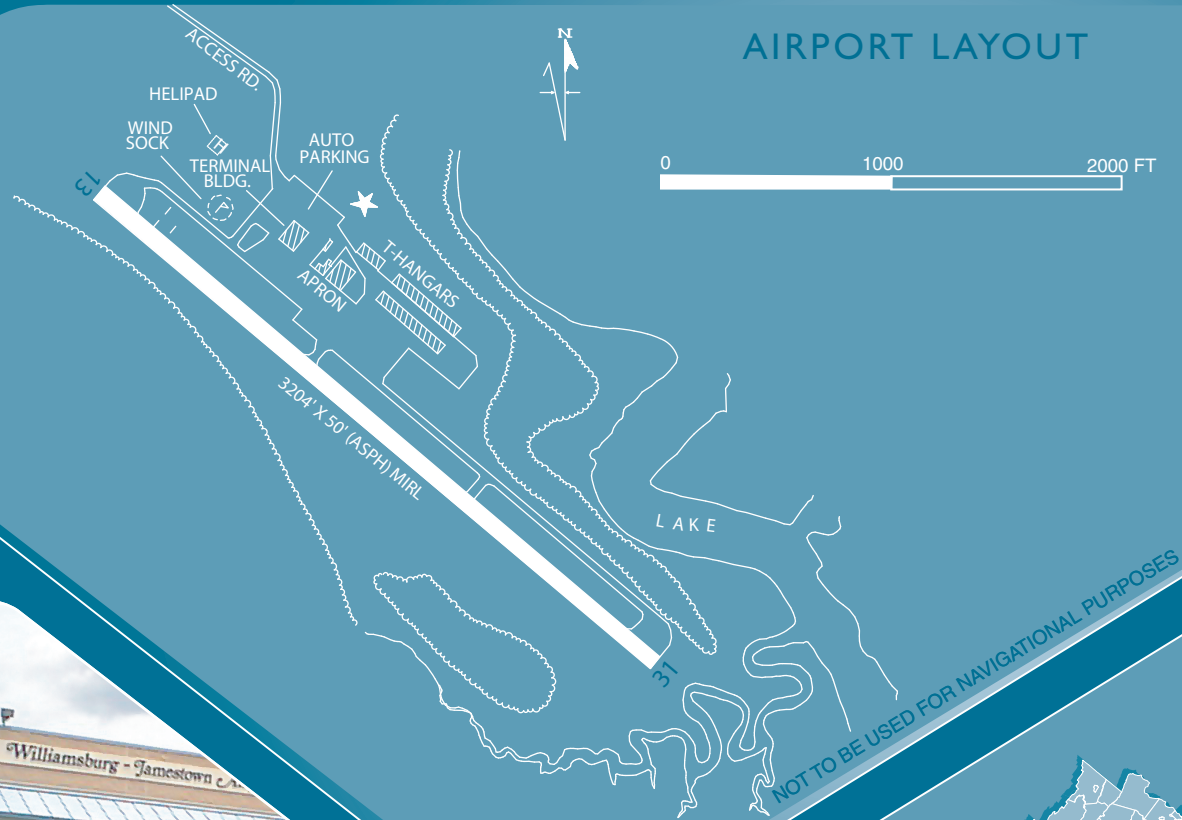 AIRPORT LAYOUT
N
ACCESS RD.
HELIPAD
WIND
SOCK
TERMINAL
BLDG.
AUTO
PARKING
0 1000 2000 FT
13
H
T-HANGARS
APRON
3204' X 50' (ASPH) MIRL
LAKE
31
NOT TO BE USED FOR NAVIGATIONAL PURPOSES
Williamsburg - Jamestown